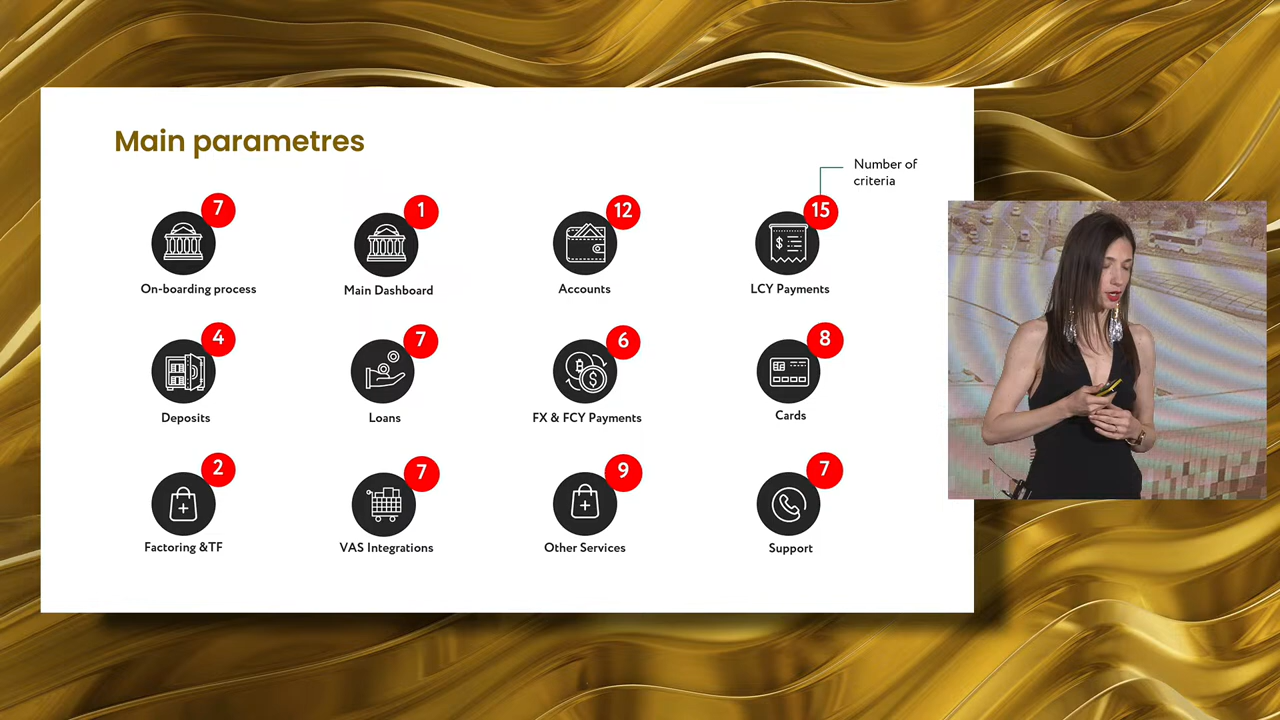 Main parametres
Number of
criteria
7
1
12
15
On-boarding process
Main Dashboard
Accounts
LCY Payments
4
7
6
8
Deposits
Loans
FX & FCY Payments
Cards
2
7
9
7
Factoring &TF
VAS Integrations
Other Services
Support